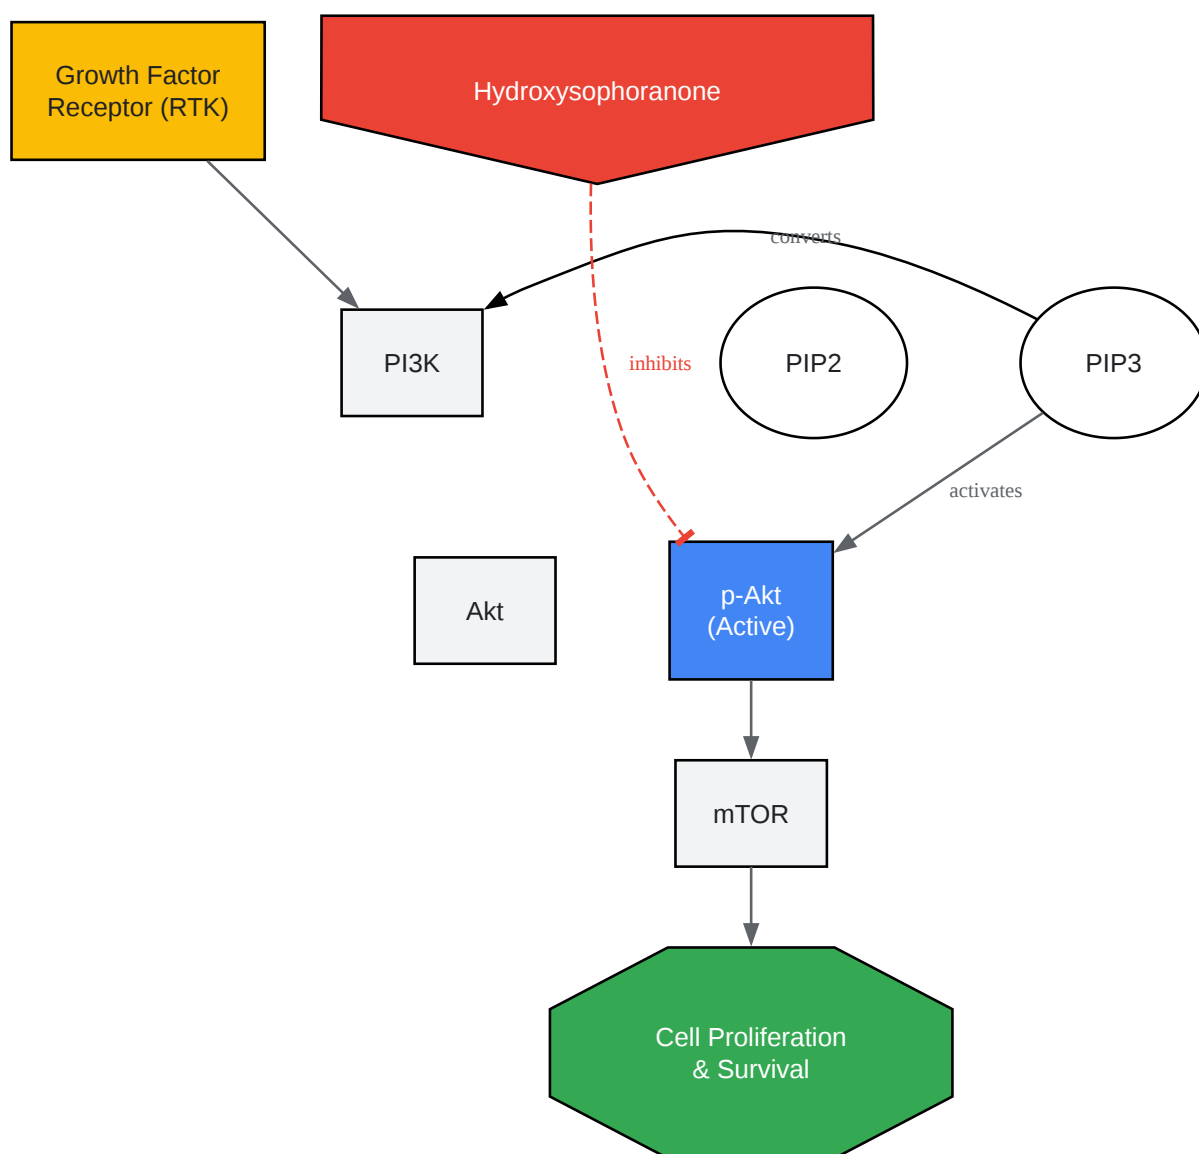 Growth Factor
Receptor (RTK)
Hydroxysophoranone
converts
PI3K
inhibits
PIP2
PIP3
activates
Akt
p-Akt
(Active)
mTOR
Cell Proliferation
& Survival